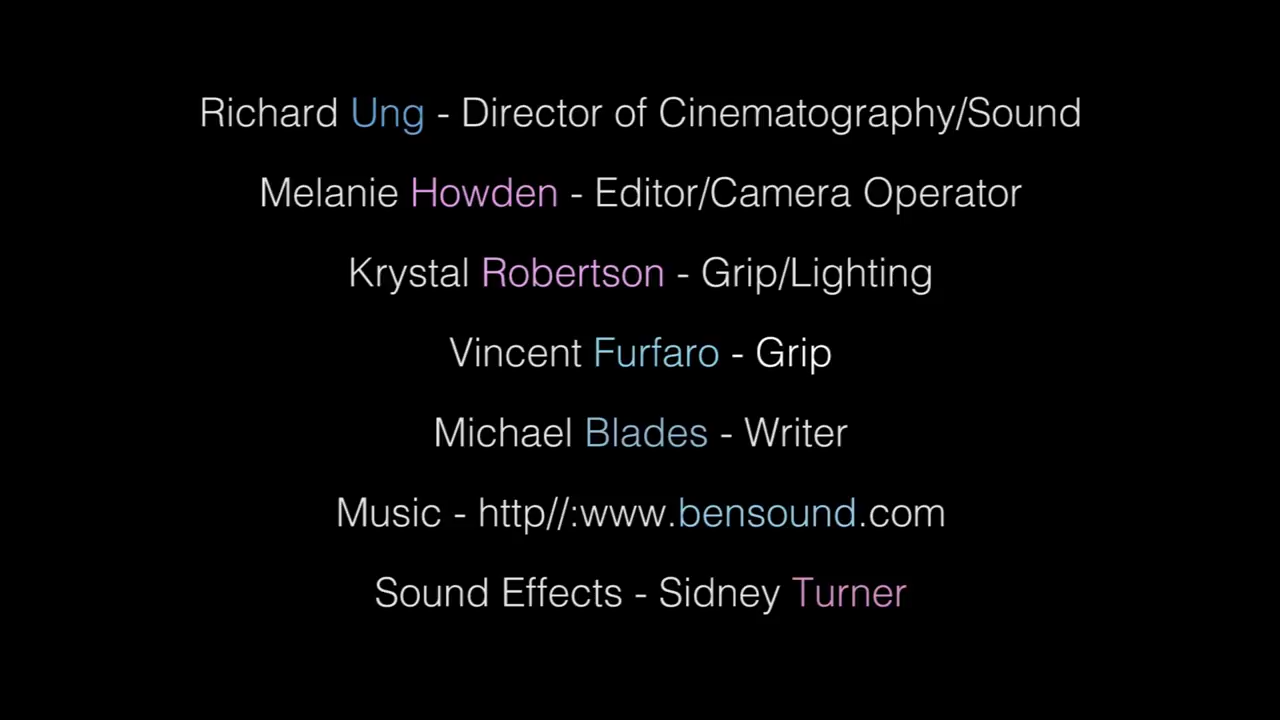 Richard Ung - Director of Cinematography/Sound
Melanie Howden - Editor/Camera Operator
Krystal Robertson - Grip/Lighting
Vincent Furfaro - Grip
Michael Blades - Writer
Music - http//:www.bensound.com
Sound Effects - Sidney Turner